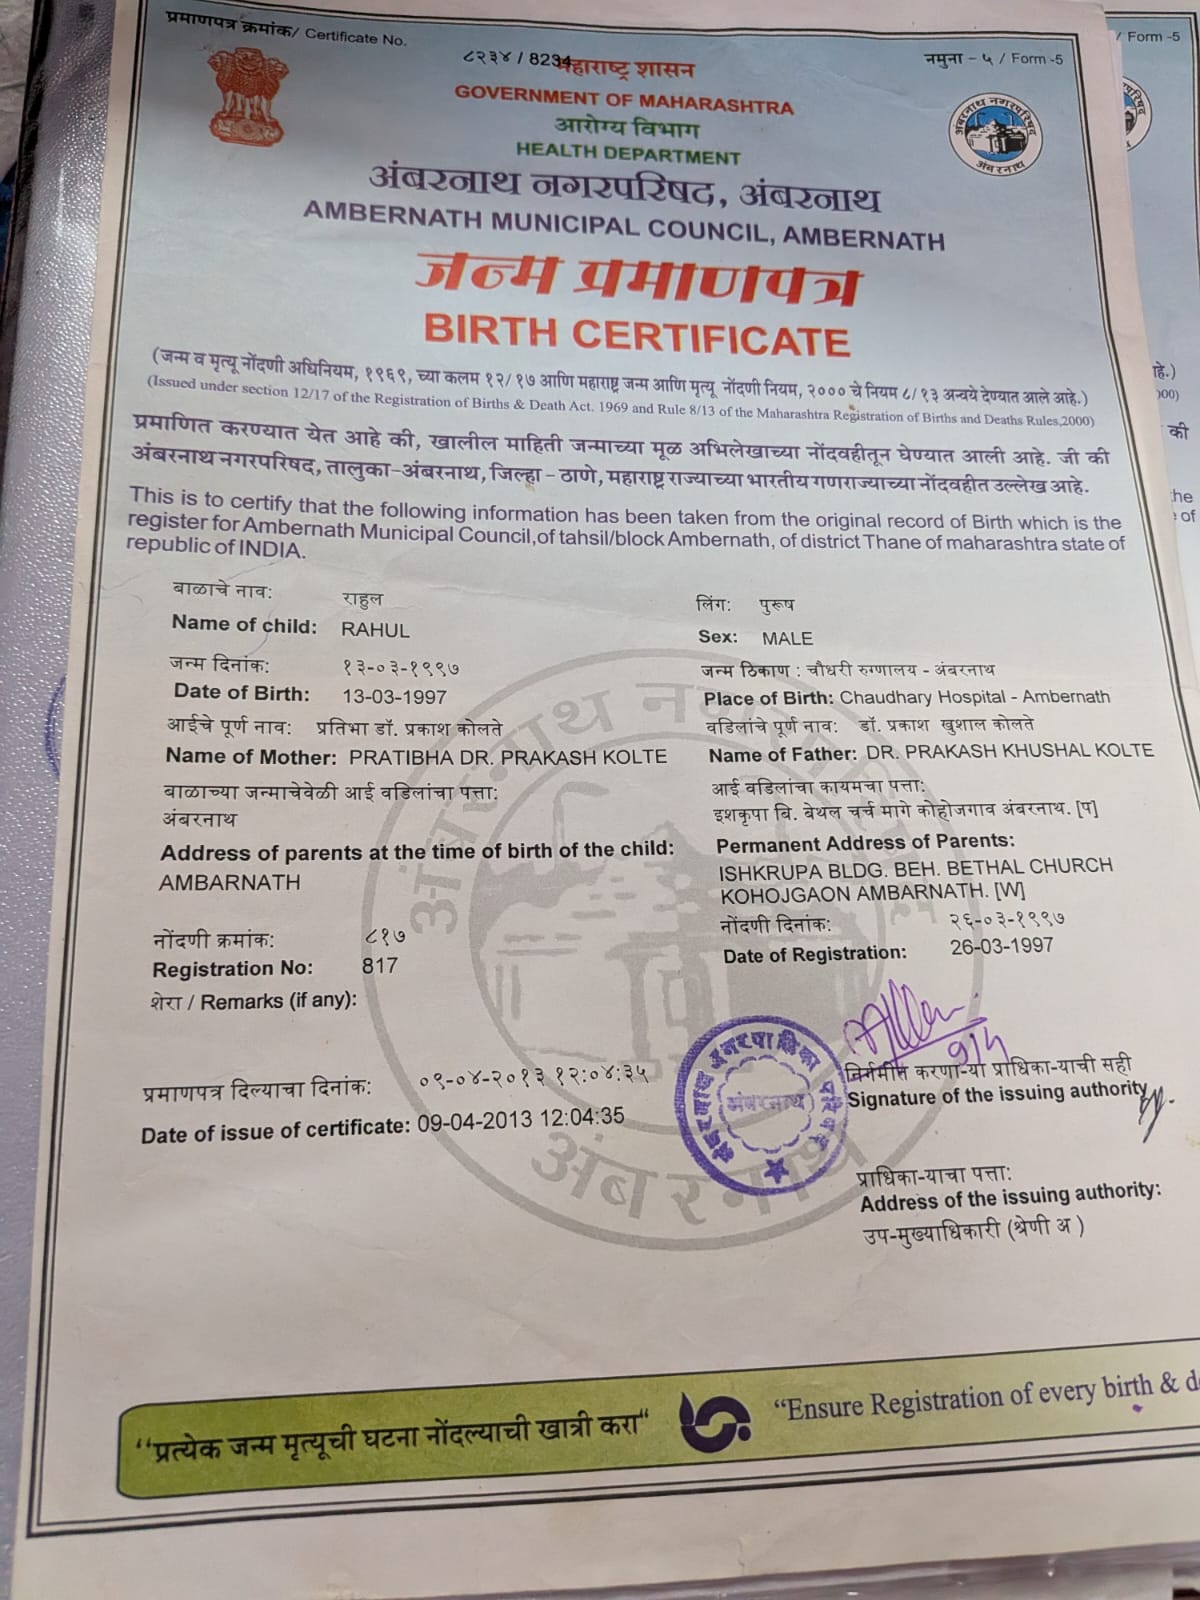 प्रमाणपत्र क्रमांक/ Certificate No.
८२३४ / 8234
नमुना - ५ / Form -5
महाराष्ट्र शासन
GOVERNMENT OF MAHARASHTRA
आरोग्य विभाग
HEALTH DEPARTMENT
अंबरनाथ नगरपरिषद
अंबरनाथ
अंबरनाथ नगरपरिषद, अंबरनाथ
AMBERNATH MUNICIPAL COUNCIL, AMBERNATH
जन्म प्रमाणपत्र
BIRTH CERTIFICATE
(जन्म व मृत्यू नोंदणी अधिनियम, १९६९, च्या कलम १२/१७ आणि महाराष्ट्र जन्म आणि मृत्यू नोंदणी नियम, २००० चे नियम ८/१३ अन्वये देण्यात आले आहे.)
(Issued under section 12/17 of the Registration of Births & Death Act. 1969 and Rule 8/13 of the Maharashtra Registration of Births and Deaths Rules,2000)
प्रमाणित करण्यात येत आहे की, खालील माहिती जन्माच्या मूळ अभिलेखाच्या नोंदवहीतून घेण्यात आली आहे. जी की
अंबरनाथ नगरपरिषद, तालुका-अंबरनाथ, जिल्हा - ठाणे, महाराष्ट्र राज्याच्या भारतीय गणराज्याच्या नोंदवहीत उल्लेख आहे.
This is to certify that the following information has been taken from the original record of Birth which is the
register for Ambernath Municipal Council,of tahsil/block Ambernath, of district Thane of maharashtra state of
republic of INDIA.
बाळाचे नाव: राहुल
लिंग: पुरूष
Name of child: RAHUL
Sex: MALE
जन्म दिनांक: १३-०३-१९९७
जन्म ठिकाण : चौधरी रुग्णालय - अंबरनाथ
Date of Birth: 13-03-1997
Place of Birth: Chaudhary Hospital - Ambernath
आईचे पूर्ण नाव: प्रतिभा डॉ. प्रकाश कोलते
वडिलांचे पूर्ण नाव: डॉ. प्रकाश खुशाल कोलते
Name of Mother: PRATIBHA DR. PRAKASH KOLTE
Name of Father: DR. PRAKASH KHUSHAL KOLTE
बाळाच्या जन्माचेवेळी आई वडिलांचा पत्ता:
अंबरनाथ
आई वडिलांचा कायमचा पत्ता:
इशकृपा बि. बेथल चर्च मागे कोहोजगाव अंबरनाथ. [प]
Address of parents at the time of birth of the child:
AMBARNATH
Permanent Address of Parents:
ISHKRUPA BLDG. BEH. BETHAL CHURCH
KOHOJGAON AMBARNATH. [W]
नोंदणी क्रमांक: ८१७
नोंदणी दिनांक: २६-०३-१९९७
Registration No: 817
Date of Registration: 26-03-1997
शेरा / Remarks (if any):
प्रमाणपत्र दिल्याचा दिनांक: ०९-०४-२०१३ १२:०४:३५
Date of issue of certificate: 09-04-2013 12:04:35
अंबरनाथ
9/4
निर्गमीत करणा-या प्राधिका-याची सही
Signature of the issuing authority
प्राधिका-याचा पत्ता:
Address of the issuing authority:
उप-मुख्याधिकारी (श्रेणी अ )
"प्रत्येक जन्म मृत्यूची घटना नोंदल्याची खात्री करा"
"Ensure Registration of every birth & d
/ Form -5
हे.)
000)
की
he
of